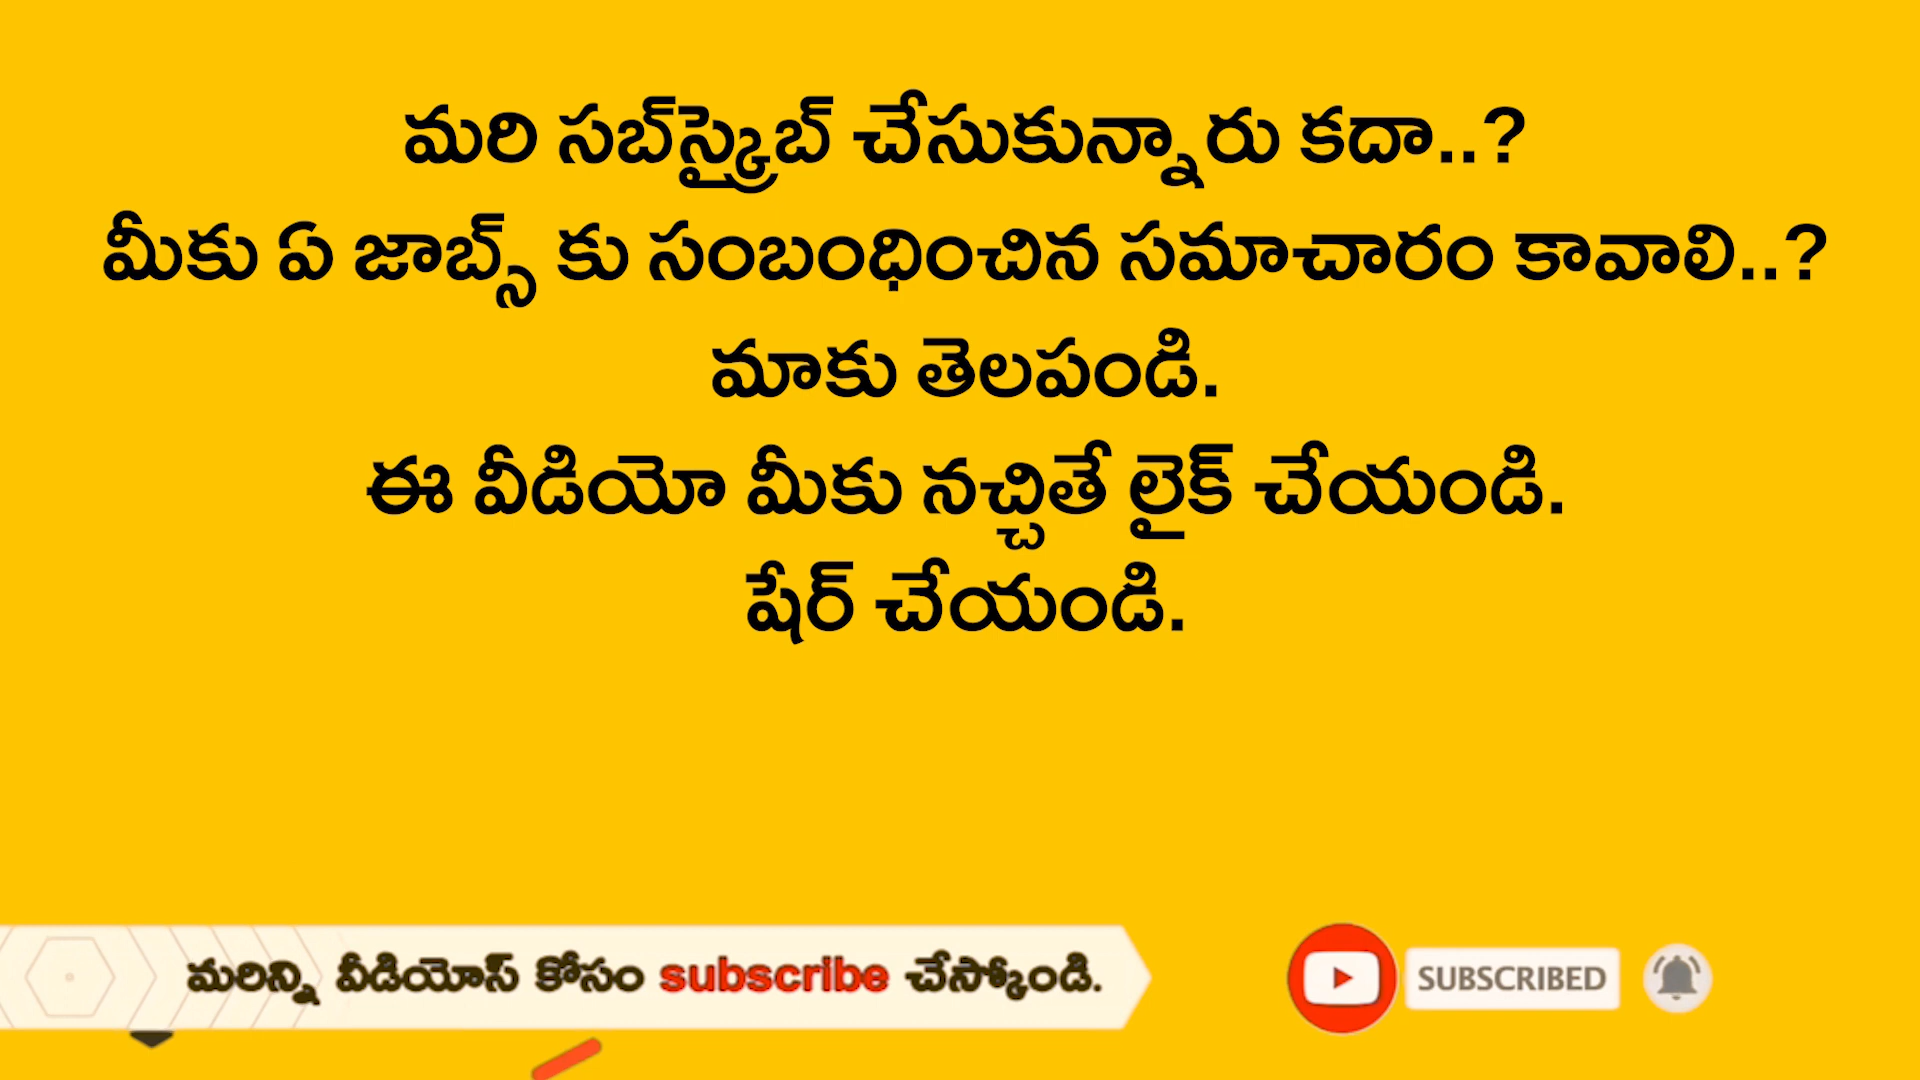 మరి సబ్‌స్క్రైబ్ చేసుకున్నారు కదా..?
మీకు ఏ జాబ్స్ కు సంబంధించిన సమాచారం కావాలి..?
మాకు తెలపండి.
ఈ వీడియో మీకు నచ్చితే లైక్ చేయండి.
షేర్ చేయండి.
మరిన్ని వీడియోస్ కోసం subscribe చేస్కోండి.
SUBSCRIBED